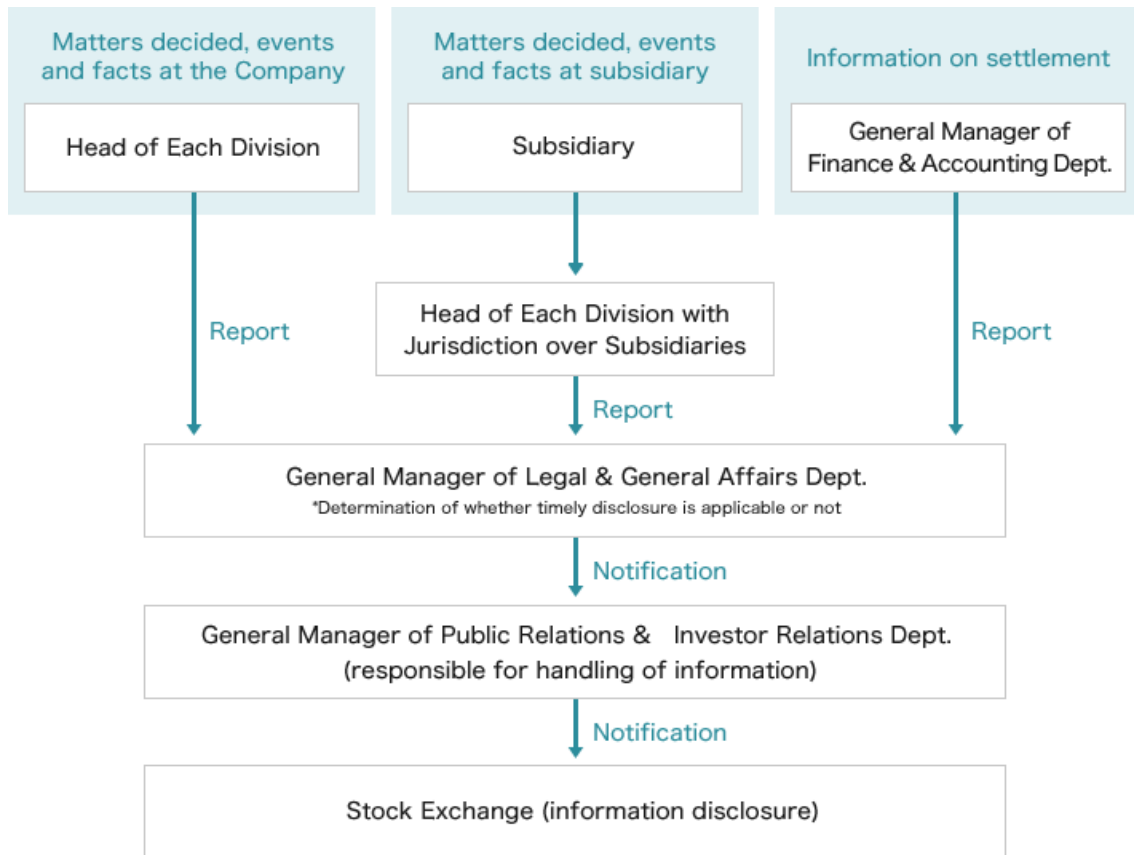 Matters decided, events
and facts at the Company
Head of Each Division
Matters decided, events
and facts at subsidiary
Subsidiary
Information on settlement
General Manager of
Finance & Accounting Dept.
Head of Each Division with
Jurisdiction over Subsidiaries
Report
Report
Report
General Manager of Legal & General Affairs Dept.
*Determination of whether timely disclosure is applicable or not
Notification
General Manager of Public Relations & Investor Relations Dept.
(responsible for handling of information)
Notification
Stock Exchange (information disclosure)